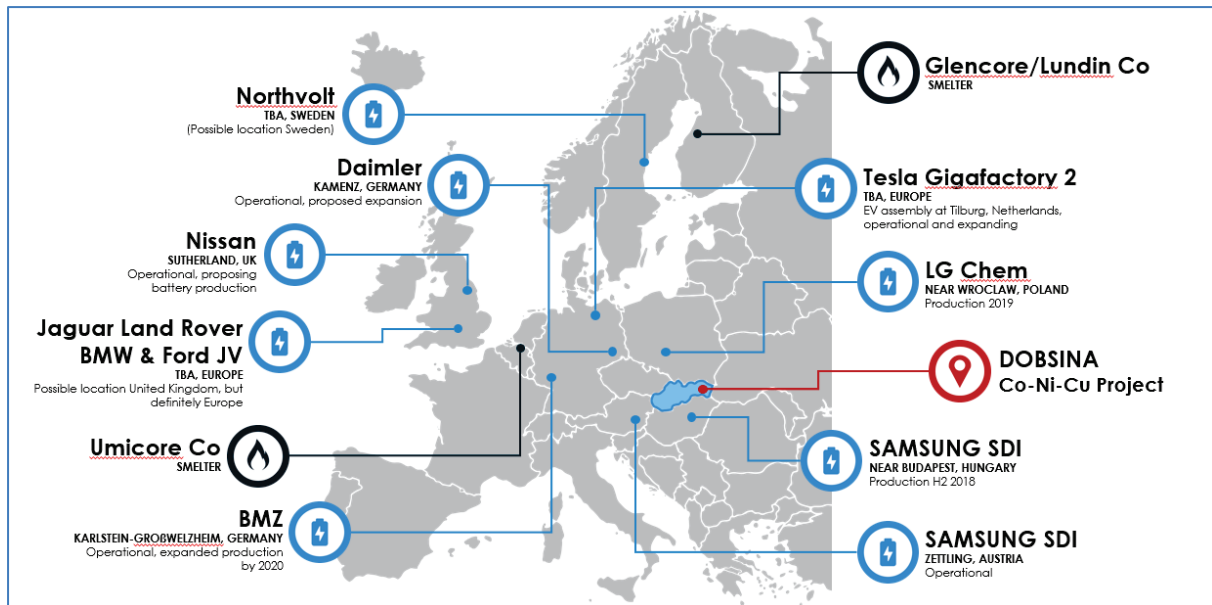 Northvolt
TBA, SWEDEN
(Possible location Sweden)
Daimler
KAMENZ, GERMANY
Operational, proposed expansion
Nissan
SUTHERLAND, UK
Operational, proposing
battery production
Jaguar Land Rover
BMW & Ford JV
TBA, EUROPE
Possible location United Kingdom, but
definitely Europe
Umicore Co
SMELTER
BMZ
KARLSTEIN-GROßWELZHEIM, GERMANY
Operational, expanded production
by 2020
Glencore/Lundin Co
SMELTER
Tesla Gigafactory 2
TBA, EUROPE
EV assembly at Tilburg, Netherlands,
operational and expanding
LG Chem
NEAR WROCLAW, POLAND
Production 2019
DOBSINA
Co-Ni-Cu Project
SAMSUNG SDI
NEAR BUDAPEST, HUNGARY
Production H2 2018
SAMSUNG SDI
ZETTLING, AUSTRIA
Operational